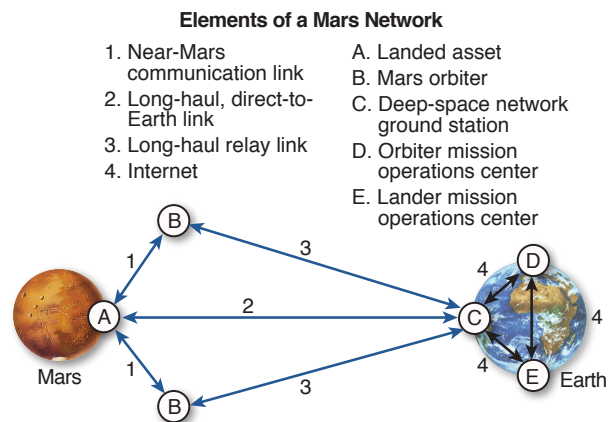 Elements of a Mars Network
1. Near-Mars
communication link
2. Long-haul, direct-to-
Earth link
3. Long-haul relay link
4. Internet
A. Landed asset
B. Mars orbiter
C. Deep-space network
ground station
D. Orbiter mission
operations center
E. Lander mission
operations center
B
1
3
4
D
A
2
C
4
1
3
4
E
Mars
B
Earth